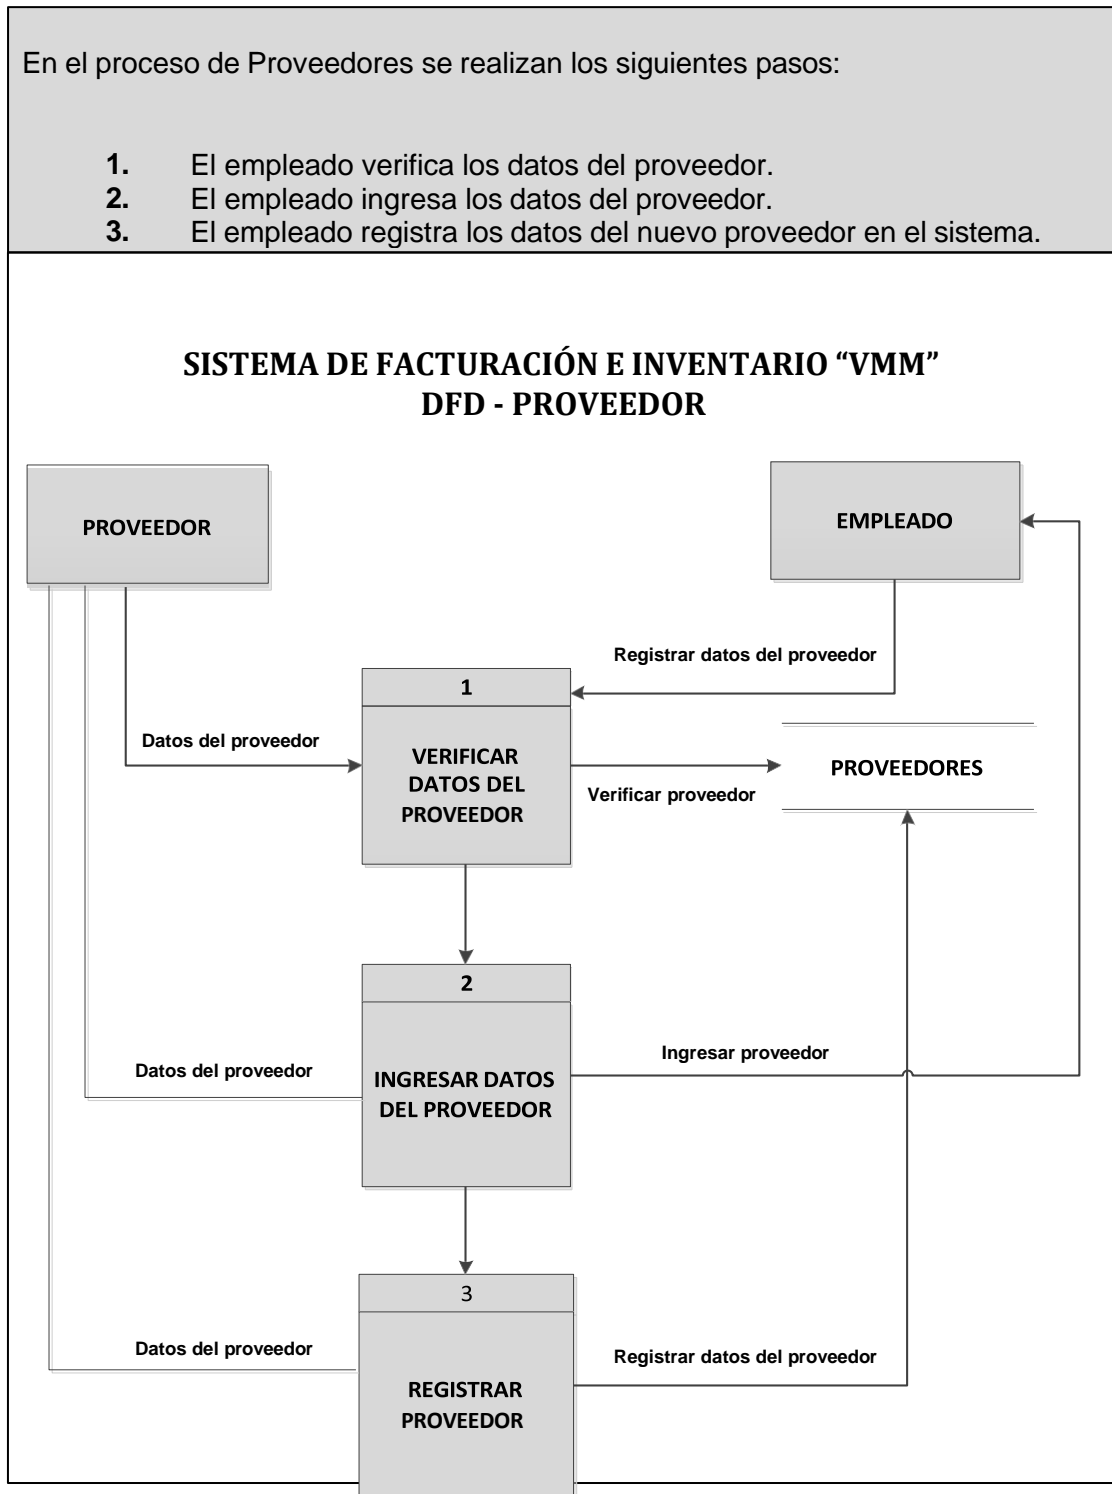 En el proceso de Proveedores se realizan los siguientes pasos:
1. El empleado verifica los datos del proveedor.
2. El empleado ingresa los datos del proveedor.
3. El empleado registra los datos del nuevo proveedor en el sistema.
SISTEMA DE FACTURACIÓN E INVENTARIO “VMM”
DFD - PROVEEDOR
PROVEEDOR
EMPLEADO
Registrar datos del proveedor
1
Datos del proveedor
VERIFICAR
DATOS DEL
PROVEEDOR
Verificar proveedor
PROVEEDORES
2
Datos del proveedor
INGRESAR DATOS
DEL PROVEEDOR
Ingresar proveedor
3
Datos del proveedor
REGISTRAR
PROVEEDOR
Registrar datos del proveedor